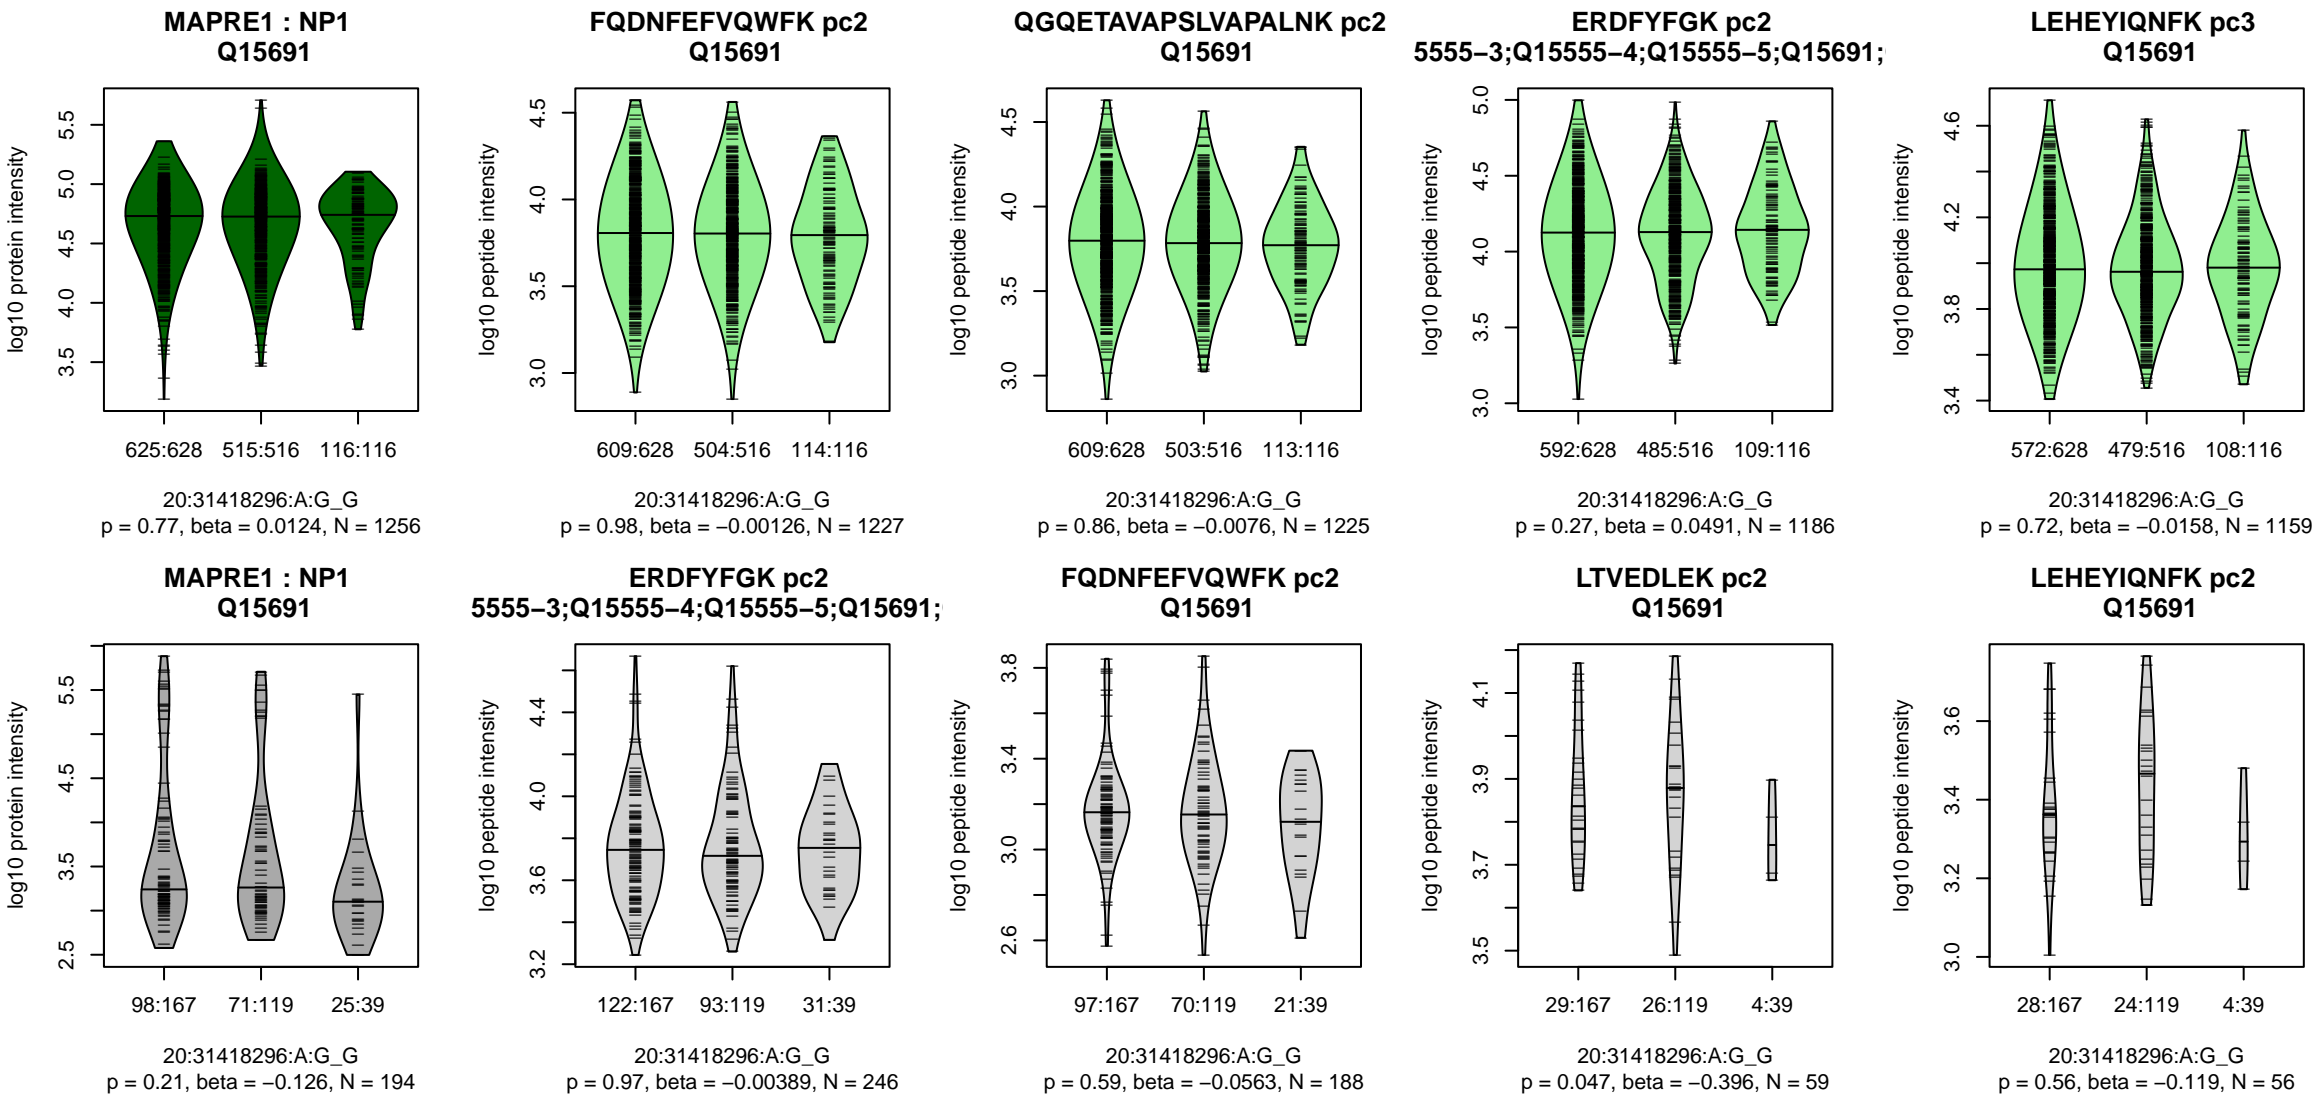 MAPRE1 : NP1
Q15691
log10 protein intensity
5.5
5.0
4.5
4.0
3.5
625:628 515:516 116:116
20:31418296:A:G_G
p = 0.77, beta = 0.0124, N = 1256
FQDNFEFVQWFK pc2
Q15691
log10 peptide intensity
4.5
4.0
3.5
3.0
609:628 504:516 114:116
20:31418296:A:G_G
p = 0.98, beta = −0.00126, N = 1227
QGQETAVAPSLVAPALNK pc2
Q15691
log10 peptide intensity
4.5
4.0
3.5
3.0
609:628 503:516 113:116
20:31418296:A:G_G
p = 0.86, beta = −0.0076, N = 1225
ERDFYFGK pc2
5555−3;Q15555−4;Q15555−5;Q15691;
log10 peptide intensity
5.0
4.5
4.0
3.5
3.0
592:628 485:516 109:116
20:31418296:A:G_G
p = 0.27, beta = 0.0491, N = 1186
LEHEYIQNFK pc3
Q15691
log10 peptide intensity
4.6
4.2
3.8
3.4
572:628 479:516 108:116
20:31418296:A:G_G
p = 0.72, beta = −0.0158, N = 1159
MAPRE1 : NP1
Q15691
log10 protein intensity
5.5
4.5
3.5
2.5
98:167 71:119 25:39
20:31418296:A:G_G
p = 0.21, beta = −0.126, N = 194
ERDFYFGK pc2
5555−3;Q15555−4;Q15555−5;Q15691;
log10 peptide intensity
4.4
4.0
3.6
3.2
122:167 93:119 31:39
20:31418296:A:G_G
p = 0.97, beta = −0.00389, N = 246
FQDNFEFVQWFK pc2
Q15691
log10 peptide intensity
3.8
3.4
3.0
2.6
97:167 70:119 21:39
20:31418296:A:G_G
p = 0.59, beta = −0.0563, N = 188
LTVEDLEK pc2
Q15691
log10 peptide intensity
4.1
3.9
3.7
3.5
29:167 26:119 4:39
20:31418296:A:G_G
p = 0.047, beta = −0.396, N = 59
LEHEYIQNFK pc2
Q15691
log10 peptide intensity
3.6
3.4
3.2
3.0
28:167 24:119 4:39
20:31418296:A:G_G
p = 0.56, beta = −0.119, N = 56